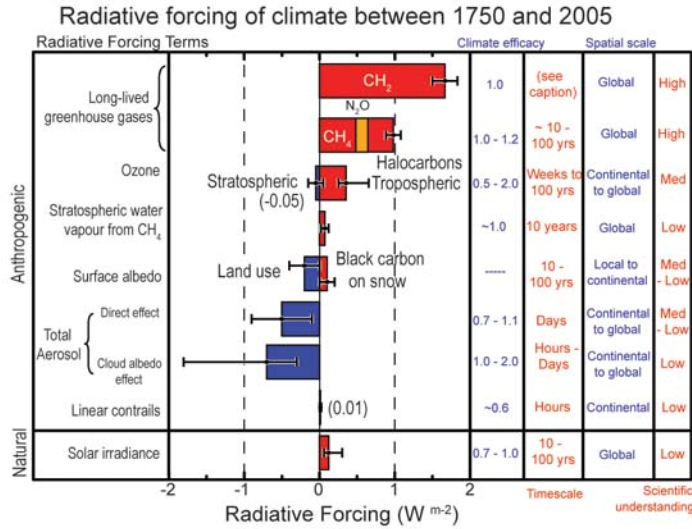 Radiative forcing of climate between 1750 and 2005
Radiative Forcing Terms
Climate efficacy
Spatial scale
Anthropogenic
Long-lived
greenhouse gases
CH₂
1.0
(see
caption)
Global
High
N₂O
CH₄
Halocarbons
1.0 - 1.2
~ 10 -
100 yrs
Global
High
Ozone
Stratospheric
(-0.05)
Tropospheric
0.5 - 2.0
Weeks to
100 yrs
Continental
to global
Med
Stratospheric water
vapour from CH₄
~1.0
10 years
Global
Low
Surface albedo
Land use
Black carbon
on snow
-----
10 -
100 yrs
Local to
continental
Med
- Low
Total
Aerosol
Direct effect
0.7 - 1.1
Days
Continental
to global
Med
- Low
Cloud albedo
effect
1.0 - 2.0
Hours -
Days
Continental
to global
Low
Linear contrails
(0.01)
~0.6
Hours
Continental
Low
Natural
Solar irradiance
0.7 - 1.0
10 -
100 yrs
Global
Low
-2 -1 0 1 2
Timescale
Scientific
understanding
Radiative Forcing (W m-2)